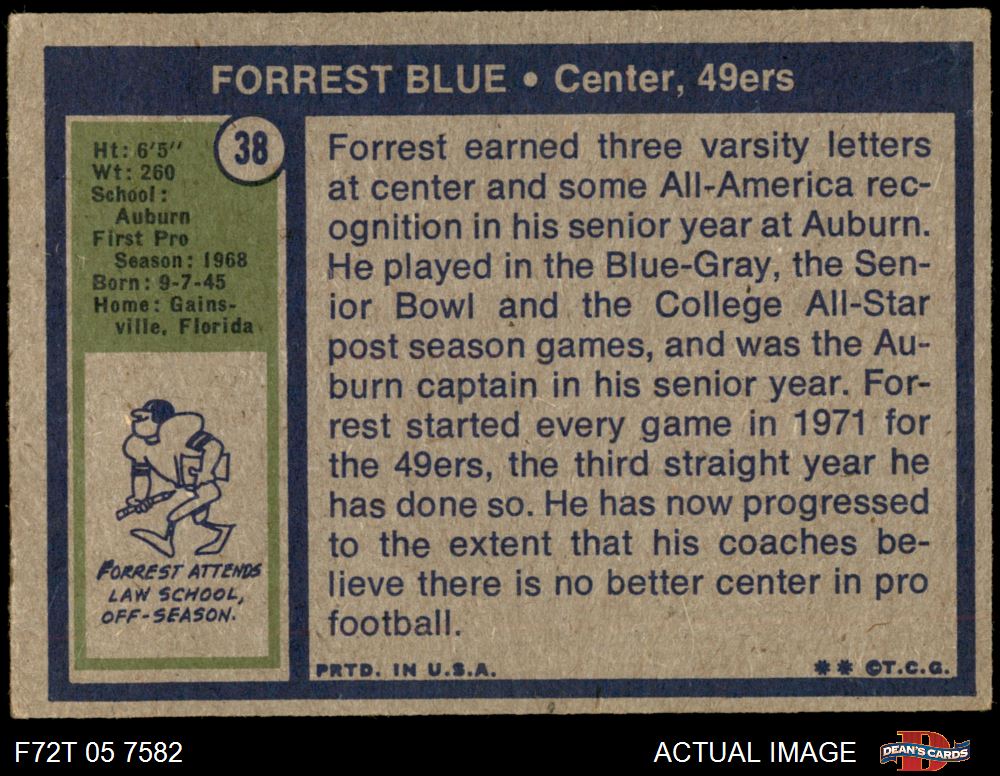 FORREST BLUE • Center, 49ers
38
Ht: 6'5''
Wt: 260
School:
Auburn
First Pro
Season: 1968
Born: 9-7-45
Home: Gains-
ville, Florida
FORREST ATTENDS
LAW SCHOOL,
OFF-SEASON.
Forrest earned three varsity letters
at center and some All-America rec-
ognition in his senior year at Auburn.
He played in the Blue-Gray, the Sen-
ior Bowl and the College All-Star
post season games, and was the Au-
burn captain in his senior year. For-
rest started every game in 1971 for
the 49ers, the third straight year he
has done so. He has now progressed
to the extent that his coaches be-
lieve there is no better center in pro
football.
PRTD. IN U.S.A.
** ©T.C.G.
F72T 05 7582
ACTUAL IMAGE
D
DEAN'S CARDS